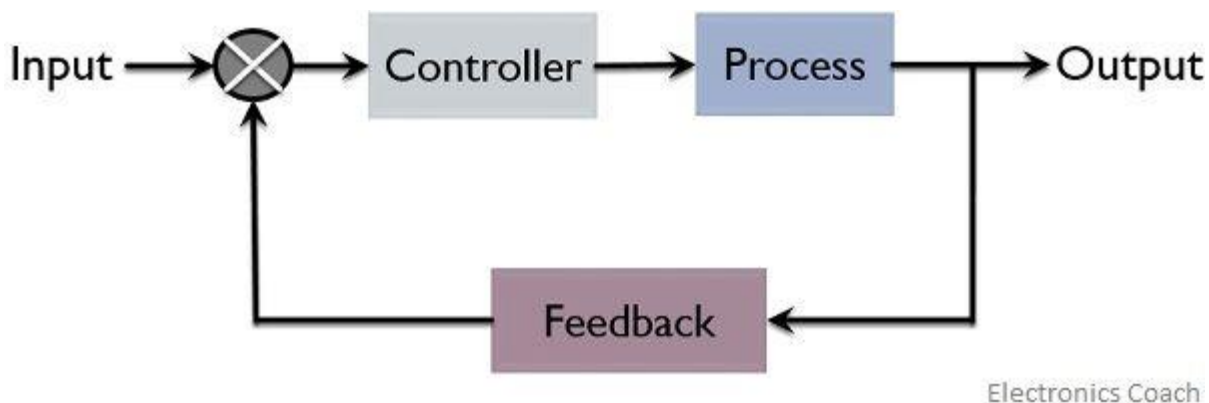 Input
Controller
Process
Output
Feedback
Electronics Coach